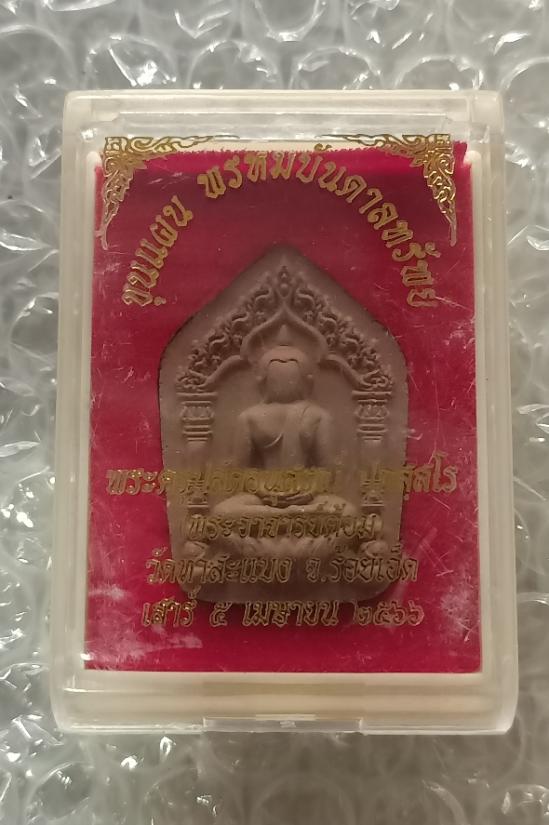 ขุนแผน พรหมบันดาลทรัพย์
(พระอาจารย์ต้อม)
วัดท่าสะแบง จ.ร้อยเอ็ด
เสาร์ ๕ เมษายน ๒๕๖๖